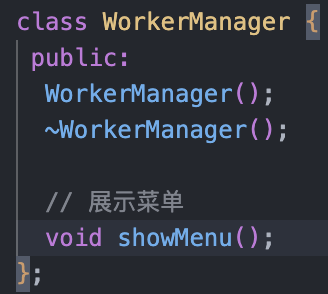 class WorkerManager {
 public:
  WorkerManager();
  ~WorkerManager();

  // 展示菜单
  void showMenu();
};